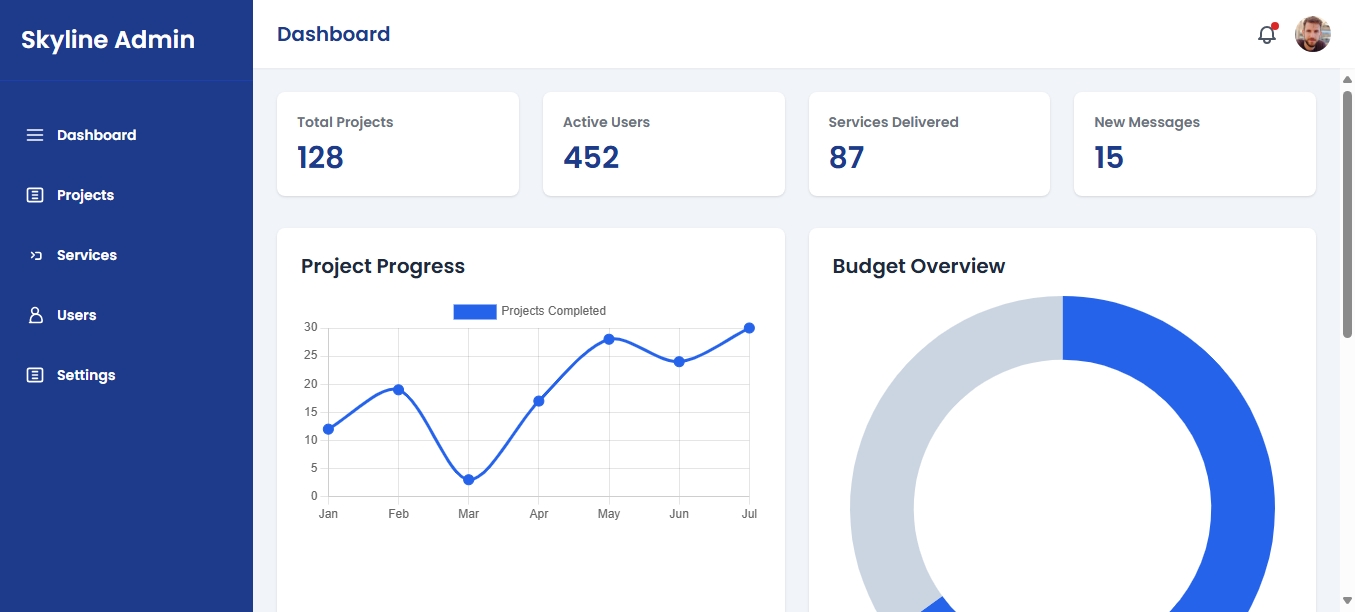 Skyline Admin
Dashboard
Dashboard
Projects
Services
Users
Settings
Total Projects
128
Active Users
452
Services Delivered
87
New Messages
15
Project Progress
Projects Completed
30
25
20
15
10
5
0
Jan Feb Mar Apr May Jun Jul
Budget Overview